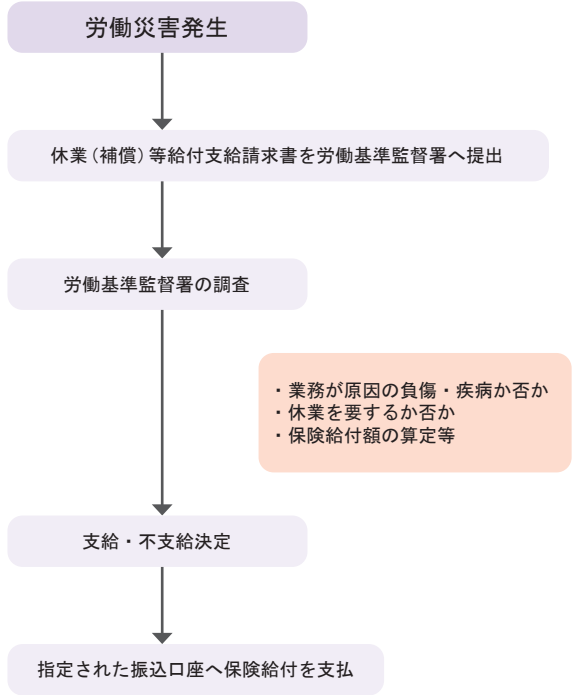 労働災害発生
休業（補償）等給付支給請求書を労働基準監督署へ提出
労働基準監督署の調査
・業務が原因の負傷・疾病か否か
・休業を要するか否か
・保険給付額の算定等
支給・不支給決定
指定された振込口座へ保険給付を支払